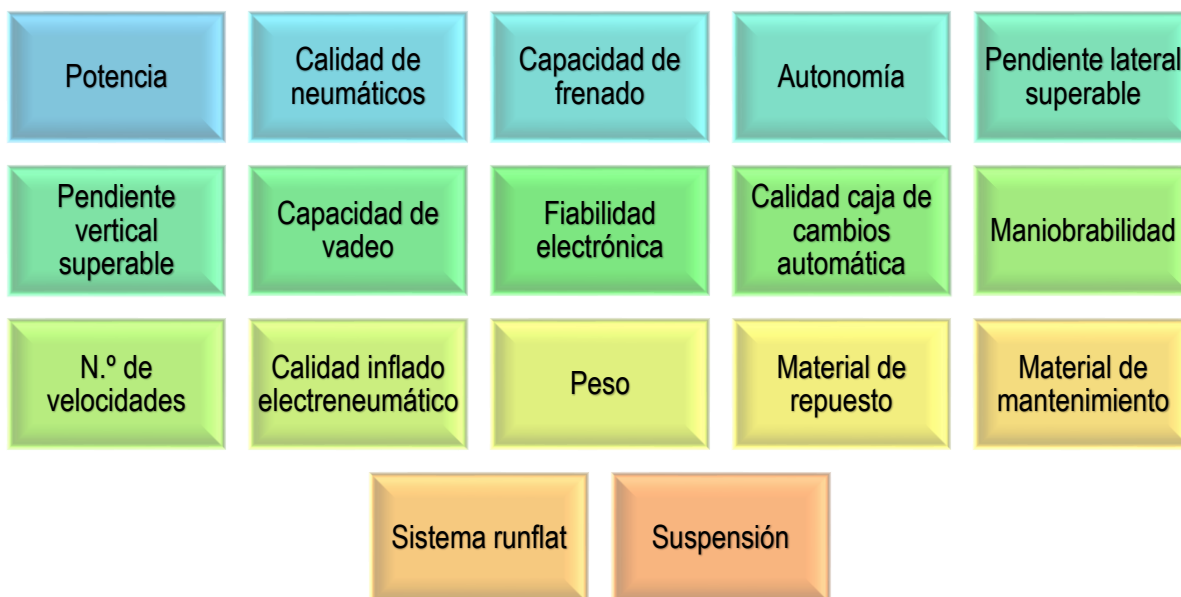 Potencia
Calidad de
neumáticos
Capacidad de
frenado
Autonomía
Pendiente lateral
superable
Pendiente
vertical
superable
Capacidad de
vadeo
Fiabilidad
electrónica
Calidad caja de
cambios
automática
Maniobrabilidad
N.º de
velocidades
Calidad inflado
electreneumático
Peso
Material de
repuesto
Material de
mantenimiento
Sistema runflat
Suspensión